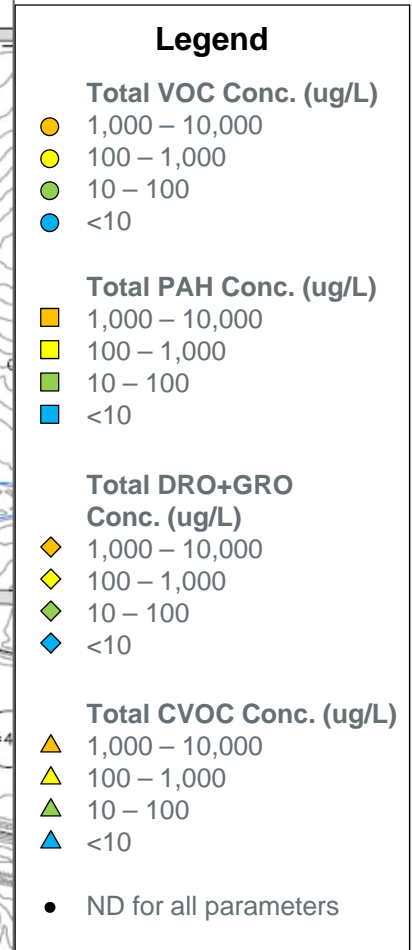 Legend
Total VOC Conc. (ug/L)
1,000 – 10,000
100 – 1,000
10 – 100
<10
Total PAH Conc. (ug/L)
1,000 – 10,000
100 – 1,000
10 – 100
<10
Total DRO+GRO
Conc. (ug/L)
1,000 – 10,000
100 – 1,000
10 – 100
<10
Total CVOC Conc. (ug/L)
1,000 – 10,000
100 – 1,000
10 – 100
<10
ND for all parameters